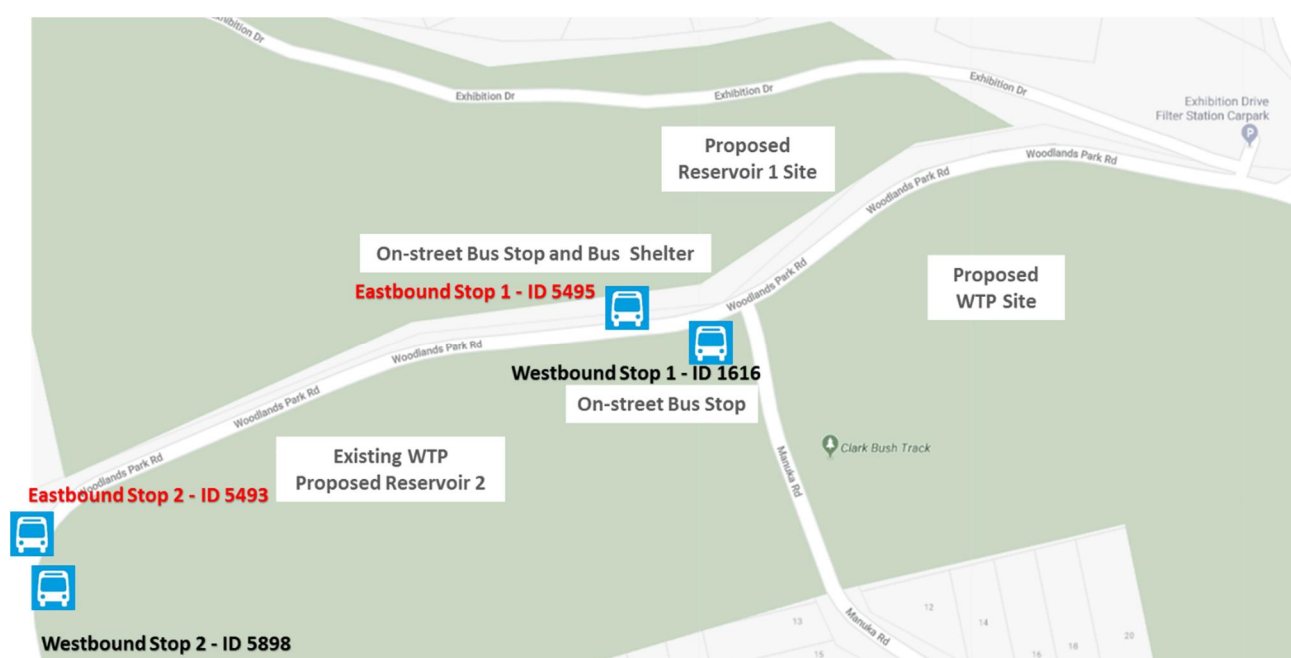 Exhibition Dr
Exhibition Dr
Exhibition Dr
Exhibition Dr
Exhibition Drive
Filter Station Carpark
P
Proposed
Reservoir 1 Site
Woodlands Park Rd
Woodlands Park Rd
On-street Bus Stop and Bus Shelter
Proposed
WTP Site
Eastbound Stop 1 - ID 5495
Woodlands Park Rd
Woodlands Park Rd
Westbound Stop 1 - ID 1616
On-street Bus Stop
Woodlands Park Rd
Existing WTP
Proposed Reservoir 2
Clark Bush Track
Manuka Rd
Woodlands Park Rd
Eastbound Stop 2 - ID 5493
Manuka Rd
12
13
14
15
16
18
20
Westbound Stop 2 - ID 5898